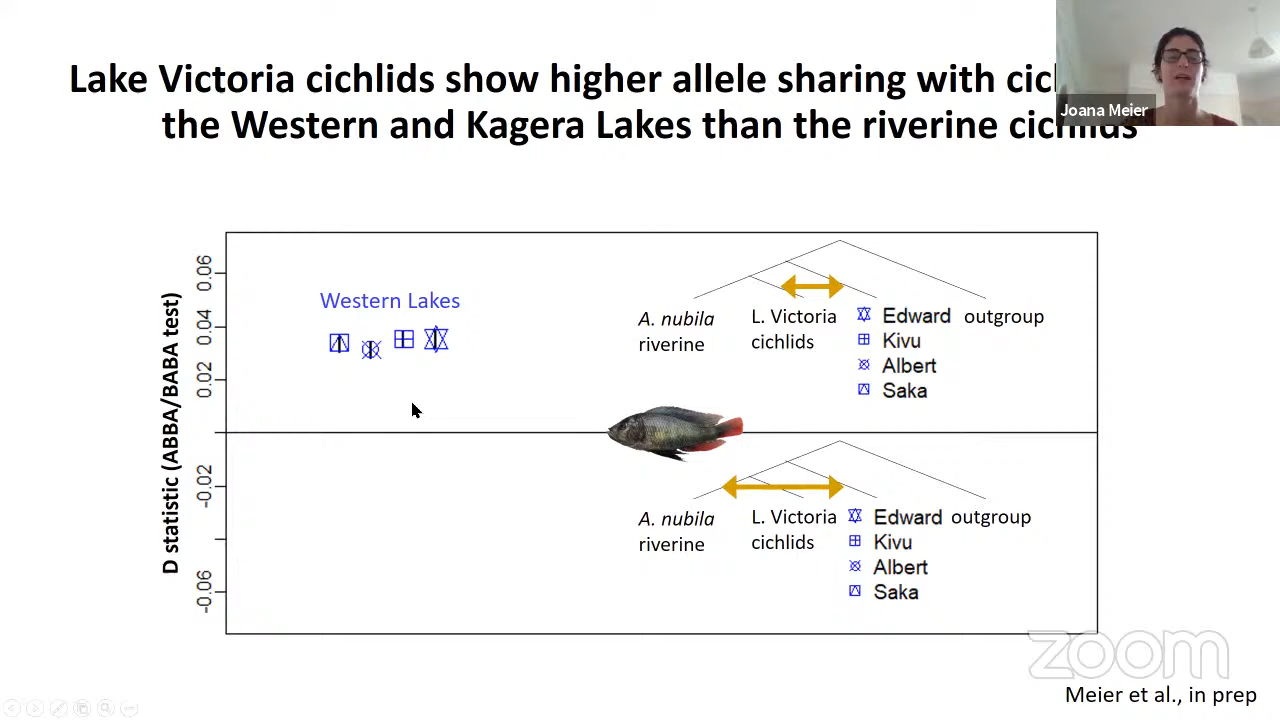 Lake Victoria cichlids show higher allele sharing with
the Western and Kagera Lakes than the riverine cichlids
Joana Meier
D statistic (ABBA/BABA test)
0.06
0.04
0.02
-0.02
-0.06
Western Lakes
A. nubila
riverine
L. Victoria
cichlids
Edward
Kivu
Albert
Saka
outgroup
A. nubila
riverine
L. Victoria
cichlids
Edward
Kivu
Albert
Saka
outgroup
zoom
Meier et al., in prep